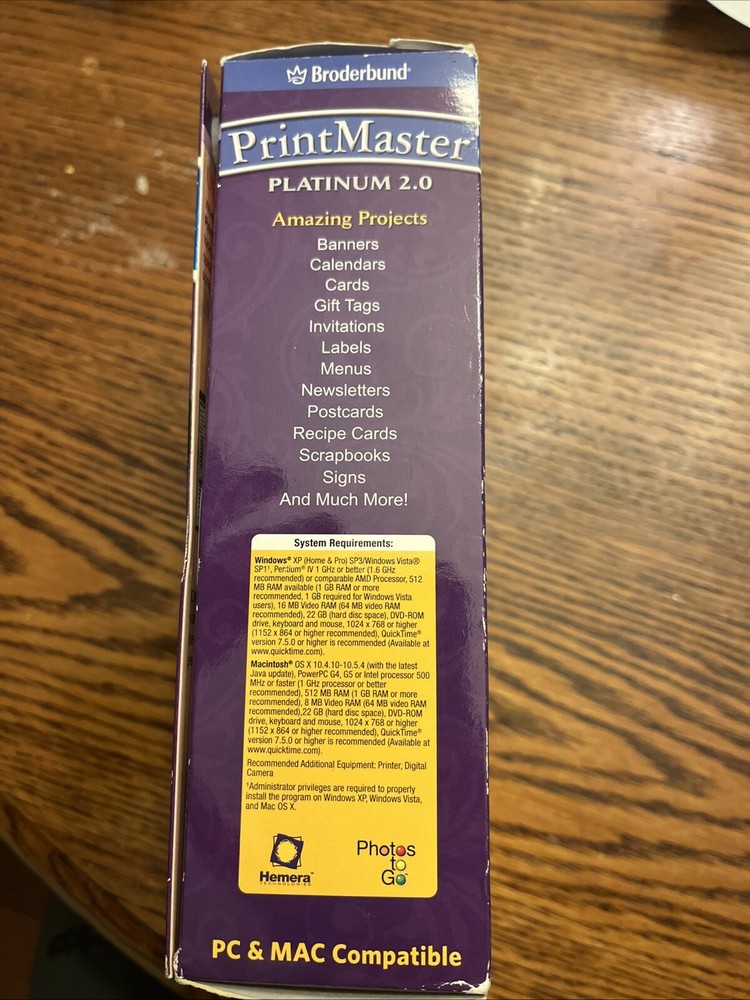 Broderbund®
PrintMaster
PLATINUM 2.0
Amazing Projects
Banners
Calendars
Cards
Gift Tags
Invitations
Labels
Menus
Newsletters
Postcards
Recipe Cards
Scrapbooks
Signs
And Much More!
System Requirements:
Windows® XP (Home & Pro) SP3/Windows Vista®
SP1¹, Pentium® IV 1 GHz or better (1.6 GHz
recommended) or comparable AMD Processor, 512
MB RAM available (1 GB RAM or more
recommended, 1 GB required for Windows Vista
users), 16 MB Video RAM (64 MB video RAM
recommended), 22 GB (hard disc space), DVD-ROM
drive, keyboard and mouse, 1024 x 768 or higher
(1152 x 864 or higher recommended), QuickTime®
version 7.5.0 or higher is recommended (Available at
www.quicktime.com).
Macintosh® OS X 10.4.10-10.5.4 (with the latest
Java update), PowerPC G4, G5 or Intel processor 500
MHz or faster (1 GHz processor or better
recommended), 512 MB RAM (1 GB RAM or more
recommended), 8 MB Video RAM (64 MB video RAM
recommended),22 GB (hard disc space), DVD-ROM
drive, keyboard and mouse, 1024 x 768 or higher
(1152 x 864 or higher recommended), QuickTime®
version 7.5.0 or higher is recommended (Available at
www.quicktime.com).
Recommended Additional Equipment: Printer, Digital
Camera
¹Administrator privileges are required to properly
install the program on Windows XP, Windows Vista,
and Mac OS X.
Hemera™
TECHNOLOGIES
Photos
to
Go™
PC & MAC Compatible